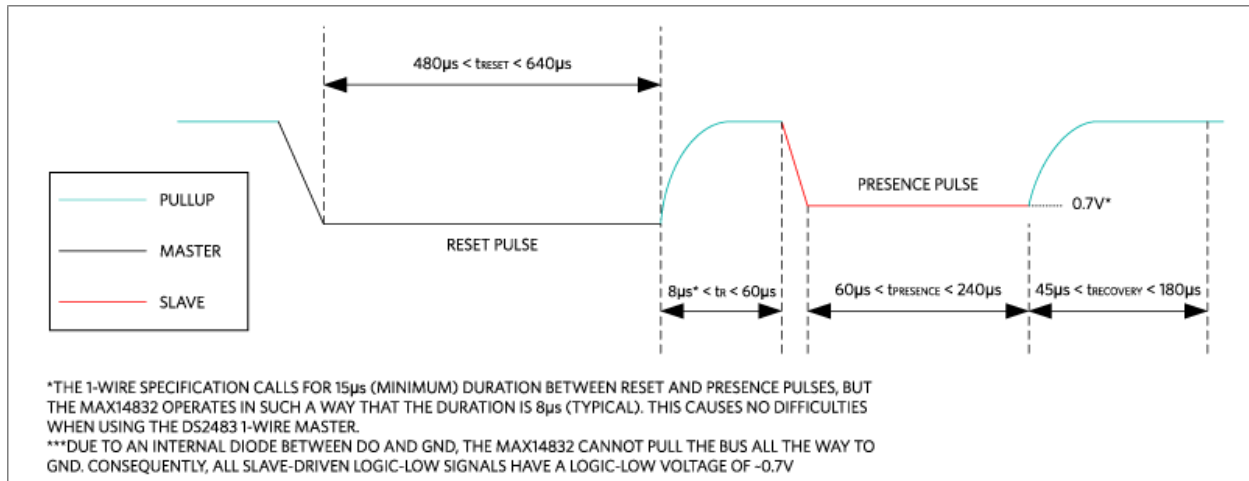 480µs < tRESET < 640µs
PRESENCE PULSE
PULLUP
0.7V*
MASTER
RESET PULSE
SLAVE
8µs* < tR < 60µs
60µs < tPRESENCE < 240µs
45µs < tRECOVERY < 180µs
*THE 1-WIRE SPECIFICATION CALLS FOR 15µs (MINIMUM) DURATION BETWEEN RESET AND PRESENCE PULSES, BUT
THE MAX14832 OPERATES IN SUCH A WAY THAT THE DURATION IS 8µs (TYPICAL). THIS CAUSES NO DIFFICULTIES
WHEN USING THE DS2483 1-WIRE MASTER.
***DUE TO AN INTERNAL DIODE BETWEEN DO AND GND, THE MAX14832 CANNOT PULL THE BUS ALL THE WAY TO
GND. CONSEQUENTLY, ALL SLAVE-DRIVEN LOGIC-LOW SIGNALS HAVE A LOGIC-LOW VOLTAGE OF ~0.7V